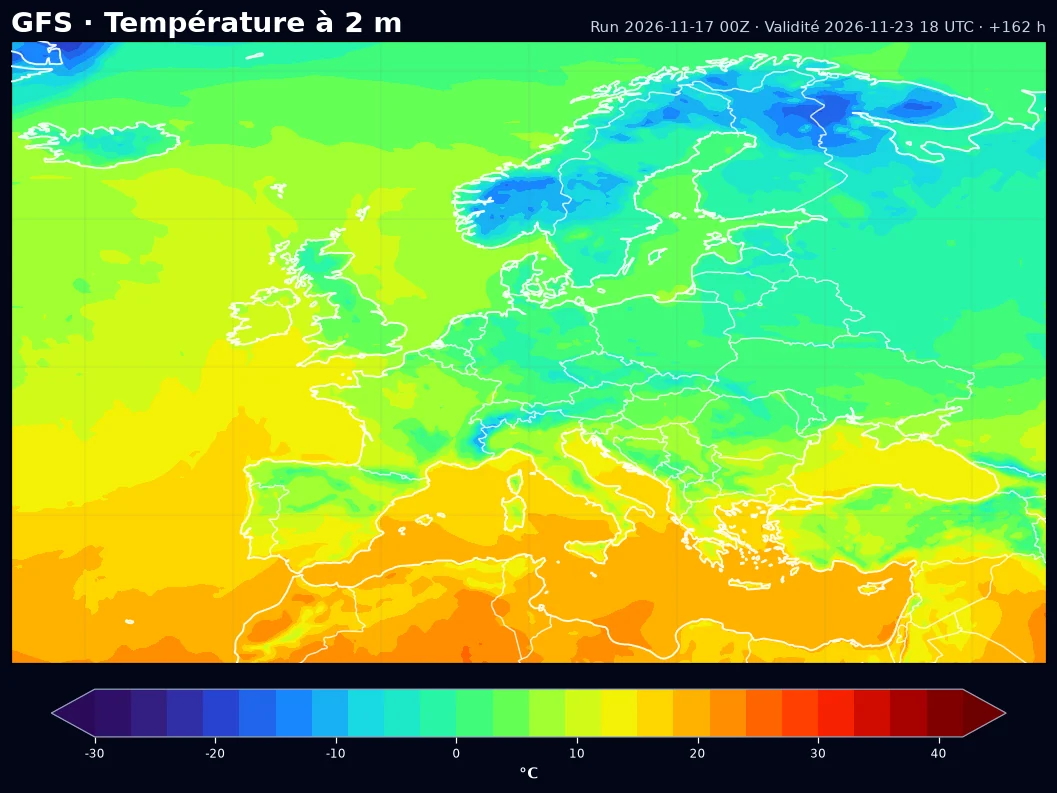 GFS · Température à 2 m
Run 2026-11-17 00Z · Validité 2026-11-23 18 UTC · +162 h
-30 -20 -10 0 10 20 30 40
°C